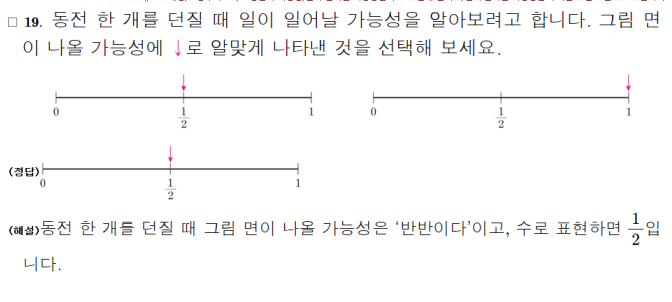 □ 19. 동전 한 개를 던질 때 일이 일어날 가능성을 알아보려고 합니다. 그림 면
이 나올 가능성에 ↓로 알맞게 나타낸 것을 선택해 보세요.
0 1/2 1 0 1/2 1
(정답)
0 1/2 1
(해설)동전 한 개를 던질 때 그림 면이 나올 가능성은 ‘반반이다’이고, 수로 표현하면 1/2입
니다.